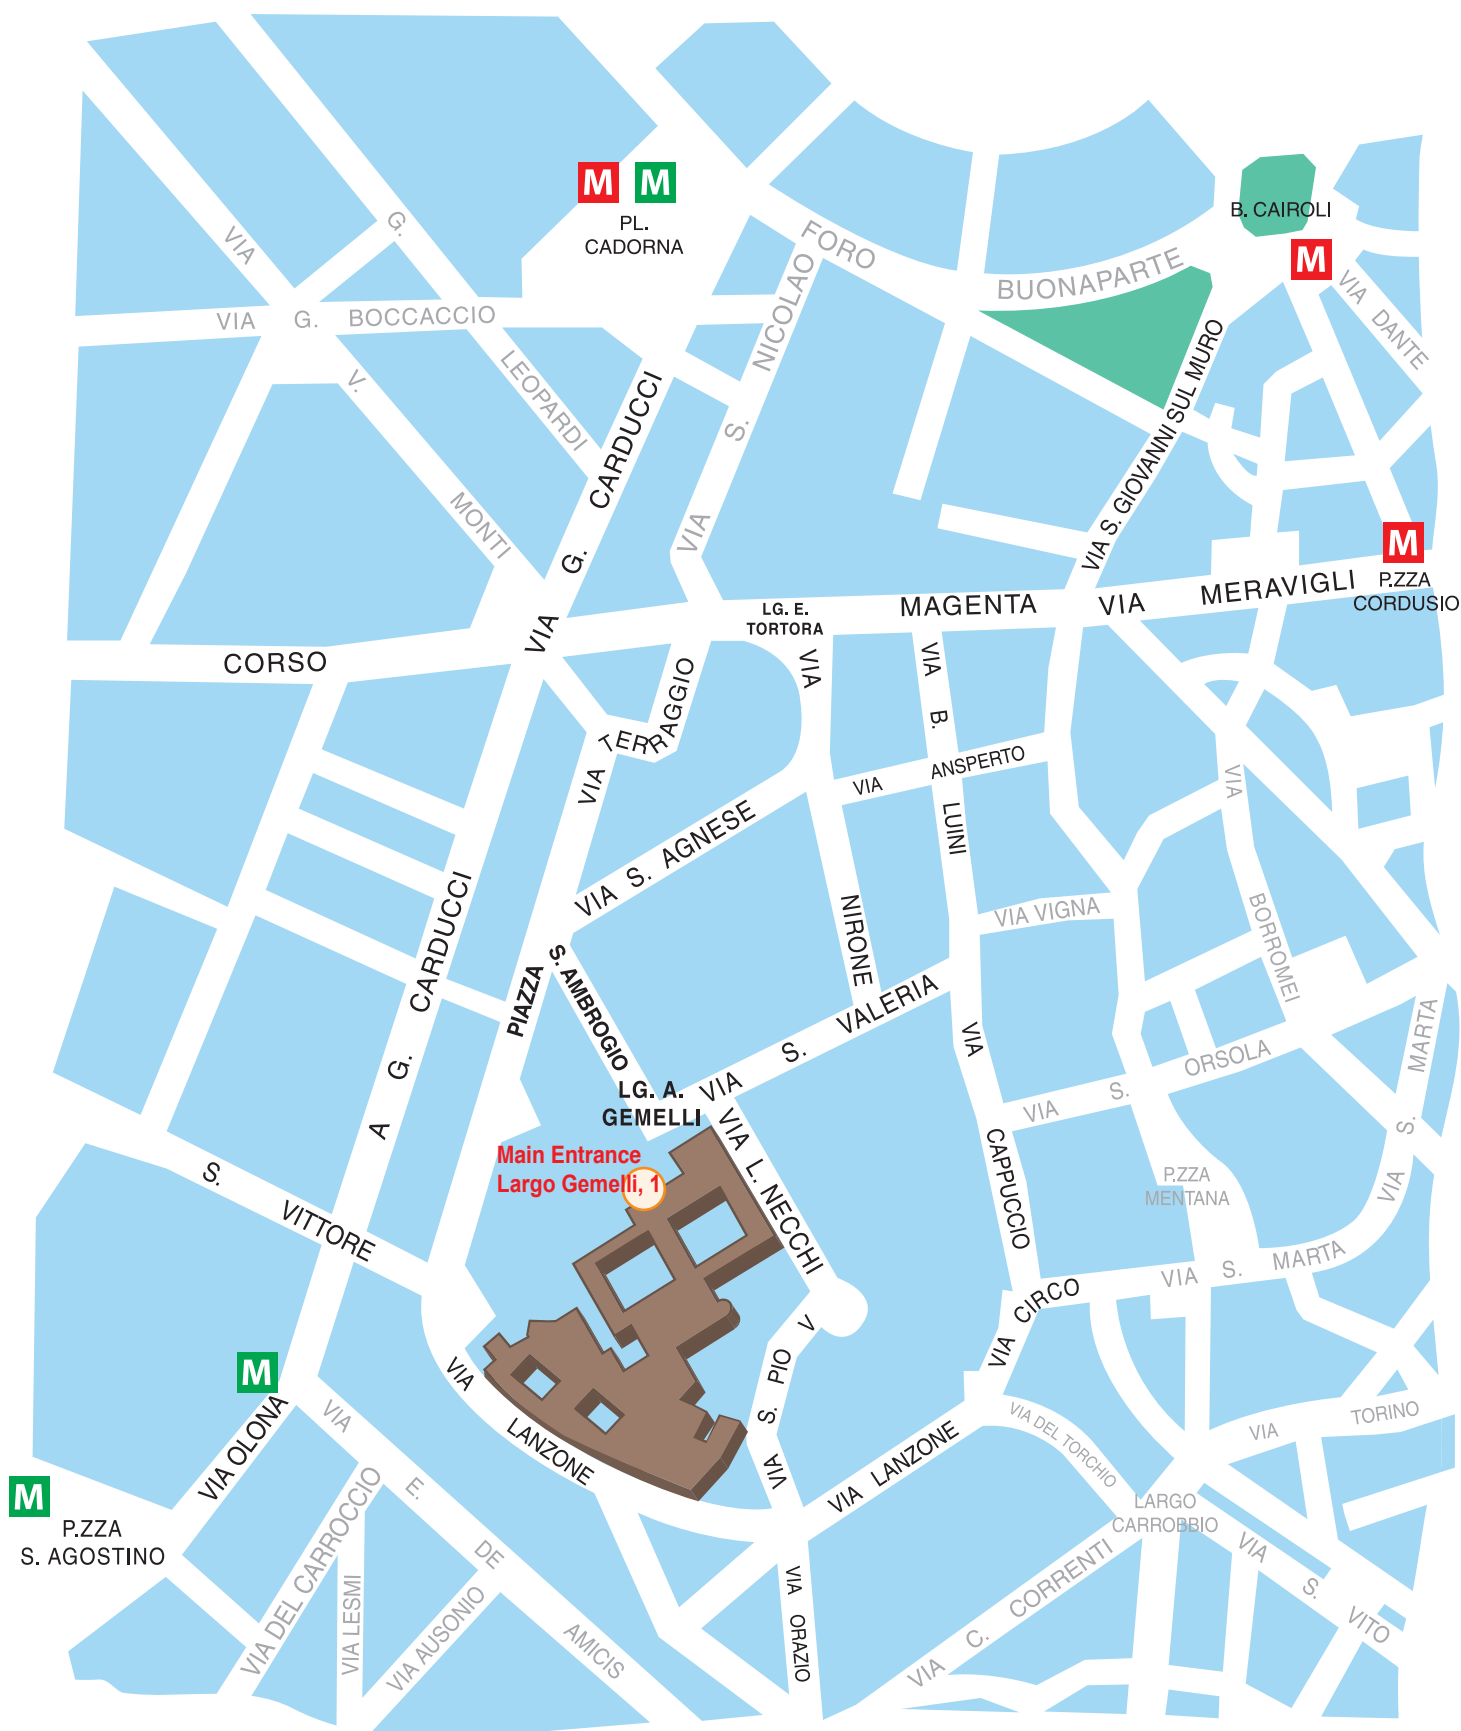 M M
PL.
CADORNA
B. CAIROLI
M
FORO
BUONAPARTE
VIA DANTE
VIA
G.
VIA G. BOCCACCIO
V.
MONTI
LEOPARDI
VIA G. CARDUCCI
VIA S. NICOLAO
VIA S. GIOVANNI SUL MURO
M
P.ZZA
CORDUSIO
LG. E.
TORTORA
MAGENTA
VIA MERAVIGLI
CORSO
VIA TERRAGGIO
VIA NIRONE
VIA B. LUINI
VIA ANSPERTO
VIA S. AGNESE
VIA BORROMEI
VIA VIGNA
A G. CARDUCCI
PIAZZA
S. AMBROGIO
VIA S. VALERIA
VIA CAPPUCCIO
VIA S. ORSOLA
VIA S. MARTA
LG. A.
GEMELLI
Main Entrance
Largo Gemelli, 1
VIA L. NECCHI
P.ZZA
MENTANA
S. VITTORE
VIA S. MARTA
VIA CIRCO
VIA S. PIO V
M
VIA OLONA
VIA LANZONE
VIA LANZONE
VIA DEL TORCHIO
VIA TORINO
M
P.ZZA
S. AGOSTINO
VIA E. DE AMICIS
VIA DEL CARROCCIO
VIA LESMI
VIA AUSONIO
VIA ORAZIO
LARGO
CARROBBIO
VIA C. CORRENTI
VIA S. VITO